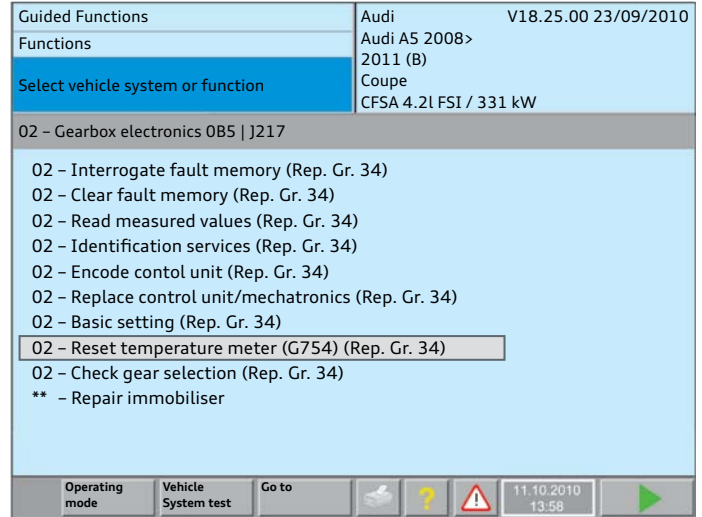 Guided Functions
Functions
Select vehicle system or function
Audi V18.25.00 23/09/2010
Audi A5 2008>
2011 (B)
Coupe
CFSA 4.2l FSI / 331 kW
02 – Gearbox electronics 0B5 | J217
02 – Interrogate fault memory (Rep. Gr. 34)
02 – Clear fault memory (Rep. Gr. 34)
02 – Read measured values (Rep. Gr. 34)
02 – Identification services (Rep. Gr. 34)
02 – Encode contol unit (Rep. Gr. 34)
02 – Replace control unit/mechatronics (Rep. Gr. 34)
02 – Basic setting (Rep. Gr. 34)
02 – Reset temperature meter (G754) (Rep. Gr. 34)
02 – Check gear selection (Rep. Gr. 34)
** – Repair immobiliser
Operating mode
Vehicle System test
Go to
?
11.10.2010
13:58